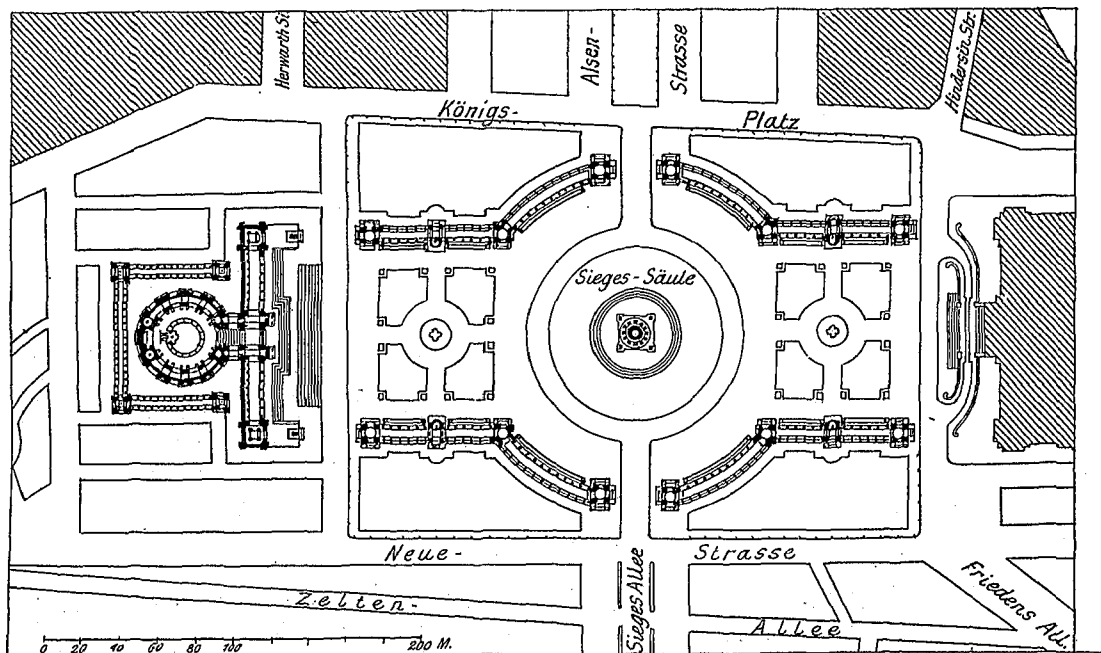 Herwarth St
Alsen-
Strasse
Hindersin Str.
Königs-
Platz
Sieges-Säule
Neue-
Strasse
Sieges Allee
Friedens All.
Zelten-
Allee
0 20 40 60 80 100 200 M.